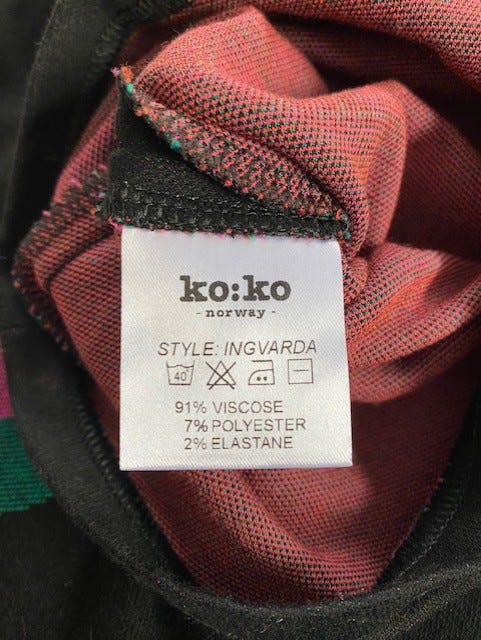 ko:ko
- norway -
STYLE: INGVARDA
40°
91% VISCOSE
7% POLYESTER
2% ELASTANE